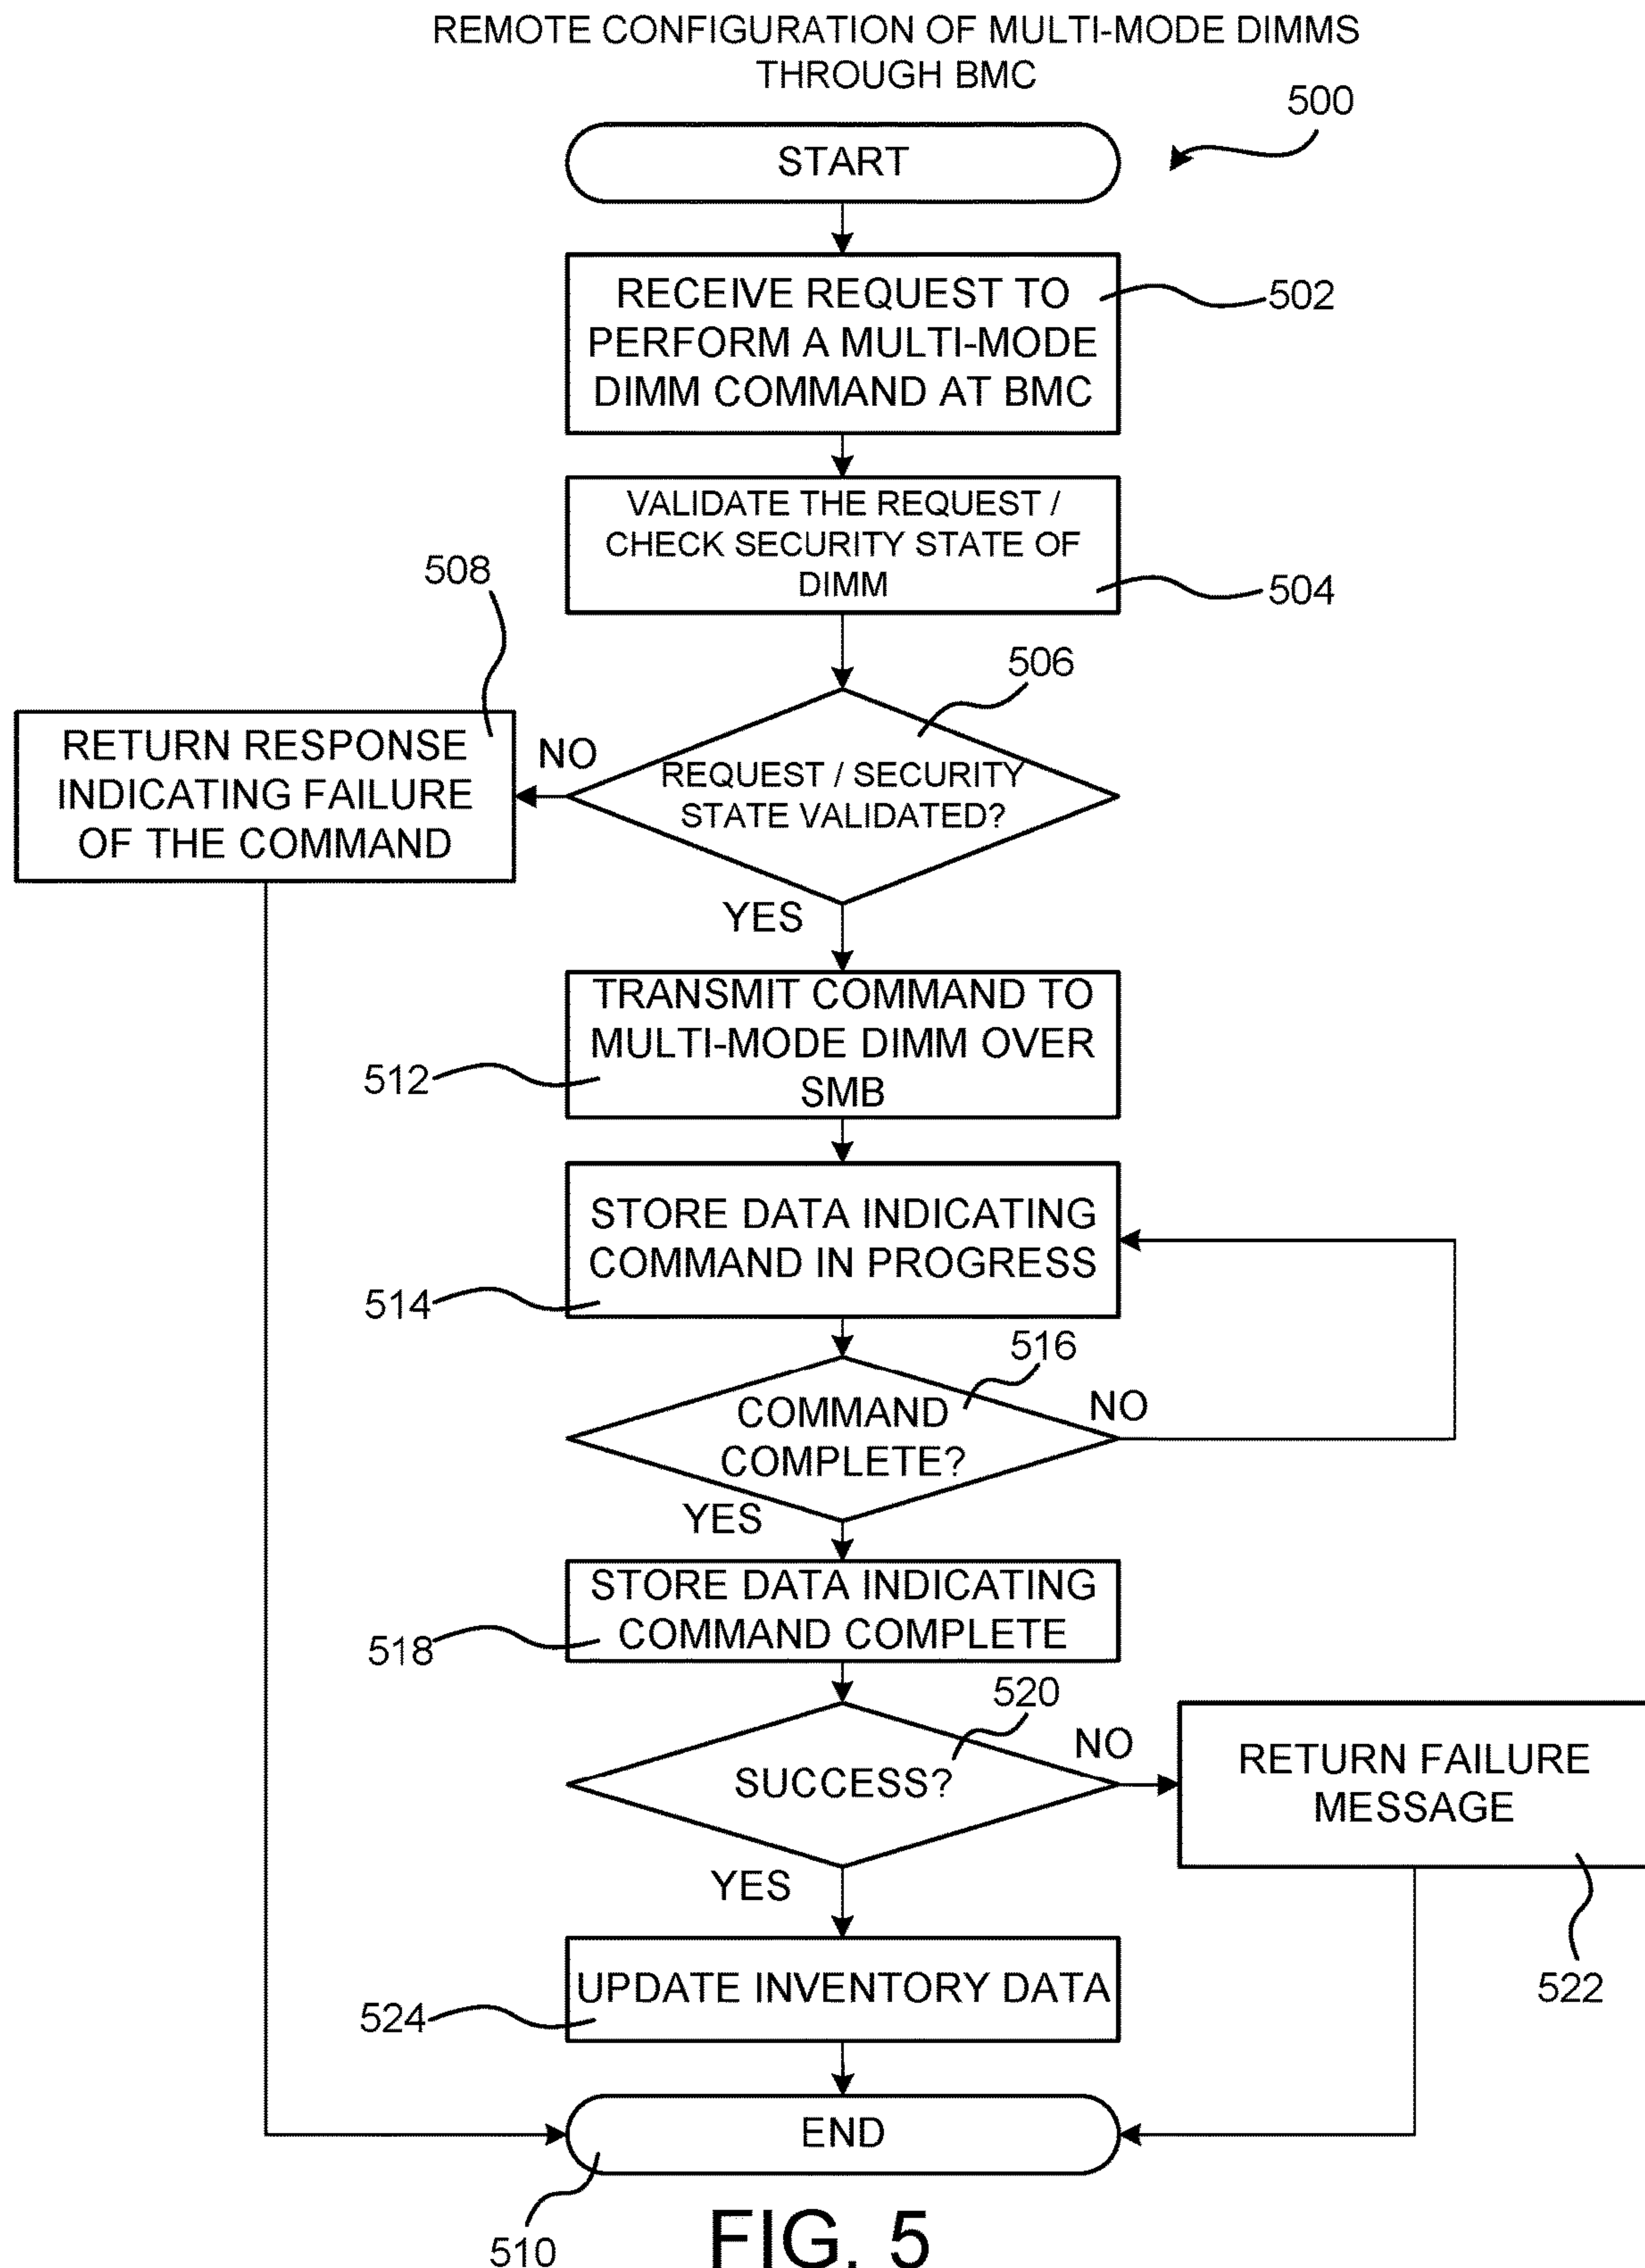 REMOTE CONFIGURATION OF MULTI-MODE DIMMS
THROUGH BMC
500
START
RECEIVE REQUEST TO
PERFORM A MULTI-MODE
DIMM COMMAND AT BMC
502
VALIDATE THE REQUEST /
CHECK SECURITY STATE OF
DIMM
504
506
508
RETURN RESPONSE
INDICATING FAILURE
OF THE COMMAND
NO
REQUEST / SECURITY
STATE VALIDATED?
YES
TRANSMIT COMMAND TO
MULTI-MODE DIMM OVER
SMB
512
STORE DATA INDICATING
COMMAND IN PROGRESS
514
516
COMMAND
COMPLETE?
NO
YES
STORE DATA INDICATING
COMMAND COMPLETE
518
520
SUCCESS?
NO
RETURN FAILURE
MESSAGE
522
YES
UPDATE INVENTORY DATA
524
END
510
FIG. 5